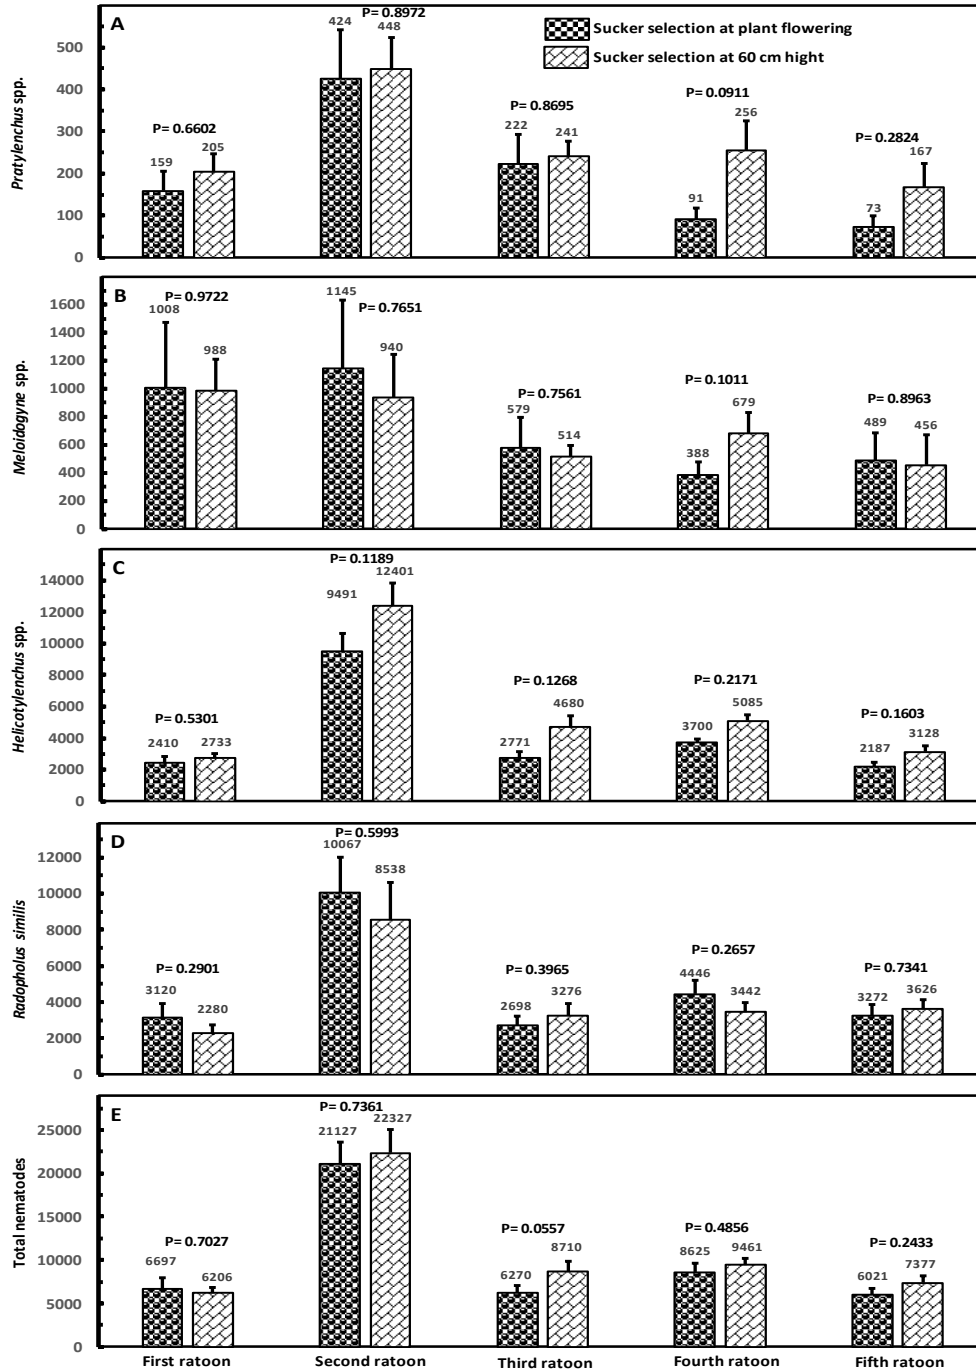 A
P= 0.8972
Sucker selection at plant flowering
Sucker selection at 60 cm hight
424
448
P= 0.6602
P= 0.8695
P= 0.0911
P= 0.2824
159
205
222
241
91
256
73
167
500
400
300
200
100
0
Pratylenchus spp.
B
P= 0.9722
P= 0.7651
P= 0.7561
P= 0.1011
P= 0.8963
1008
988
1145
940
579
514
388
679
489
456
1600
1400
1200
1000
800
600
400
200
0
Meloidogyne spp.
C
P= 0.1189
P= 0.5301
P= 0.1268
P= 0.2171
P= 0.1603
2410
2733
9491
12401
2771
4680
3700
5085
2187
3128
14000
12000
10000
8000
6000
4000
2000
0
Helicotylenchus spp.
D
P= 0.5993
P= 0.2901
P= 0.3965
P= 0.2657
P= 0.7341
3120
2280
10067
8538
2698
3276
4446
3442
3272
3626
12000
10000
8000
6000
4000
2000
0
Radopholus similis
E
P= 0.7361
P= 0.7027
P= 0.0557
P= 0.4856
P= 0.2433
6697
6206
21127
22327
6270
8710
8625
9461
6021
7377
25000
20000
15000
10000
5000
0
Total nematodes
First ratoon
Second ratoon
Third ratoon
Fourth ratoon
Fifth ratoon